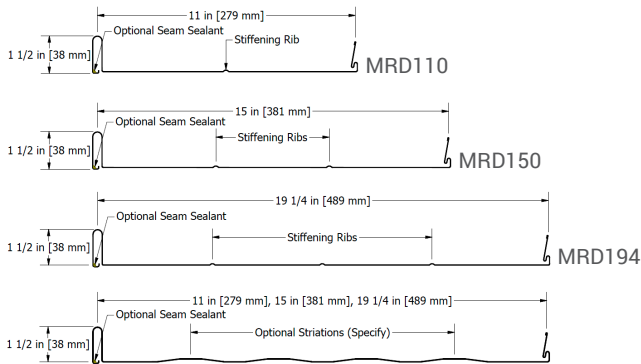 11 in [279 mm]
Optional Seam Sealant
Stiffening Rib
1 1/2 in [38 mm]
MRD110
15 in [381 mm]
Optional Seam Sealant
Stiffening Ribs
1 1/2 in [38 mm]
MRD150
19 1/4 in [489 mm]
Optional Seam Sealant
Stiffening Ribs
1 1/2 in [38 mm]
MRD194
11 in [279 mm], 15 in [381 mm], 19 1/4 in [489 mm]
Optional Seam Sealant
Optional Striations (Specify)
1 1/2 in [38 mm]